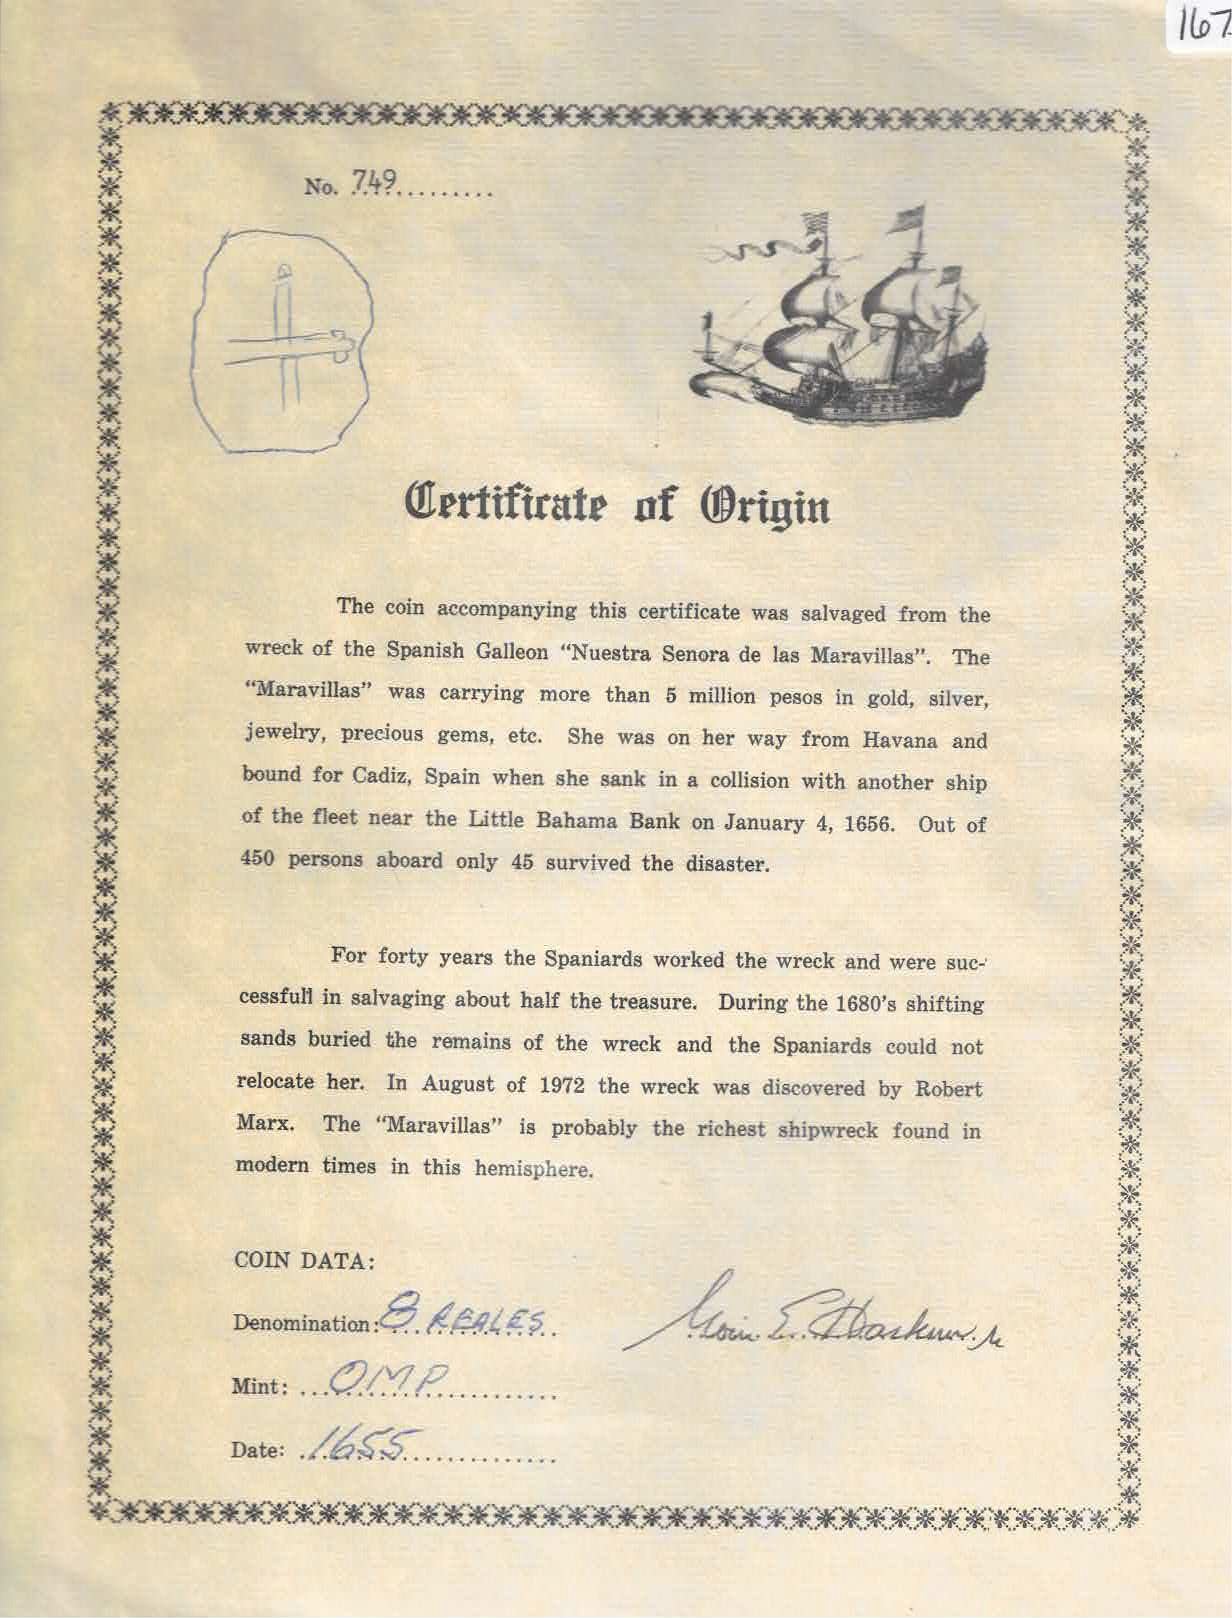 167
No. 749
Certificate of Origin
The coin accompanying this certificate was salvaged from the
wreck of the Spanish Galleon “Nuestra Senora de las Maravillas”. The
“Maravillas” was carrying more than 5 million pesos in gold, silver,
jewelry, precious gems, etc. She was on her way from Havana and
bound for Cadiz, Spain when she sank in a collision with another ship
of the fleet near the Little Bahama Bank on January 4, 1656. Out of
450 persons aboard only 45 survived the disaster.
For forty years the Spaniards worked the wreck and were suc-
cessfull in salvaging about half the treasure. During the 1680's shifting
sands buried the remains of the wreck and the Spaniards could not
relocate her. In August of 1972 the wreck was discovered by Robert
Marx. The “Maravillas” is probably the richest shipwreck found in
modern times in this hemisphere.
COIN DATA:
Denomination: 8 REALES
Mint: OMP
Date: 1655